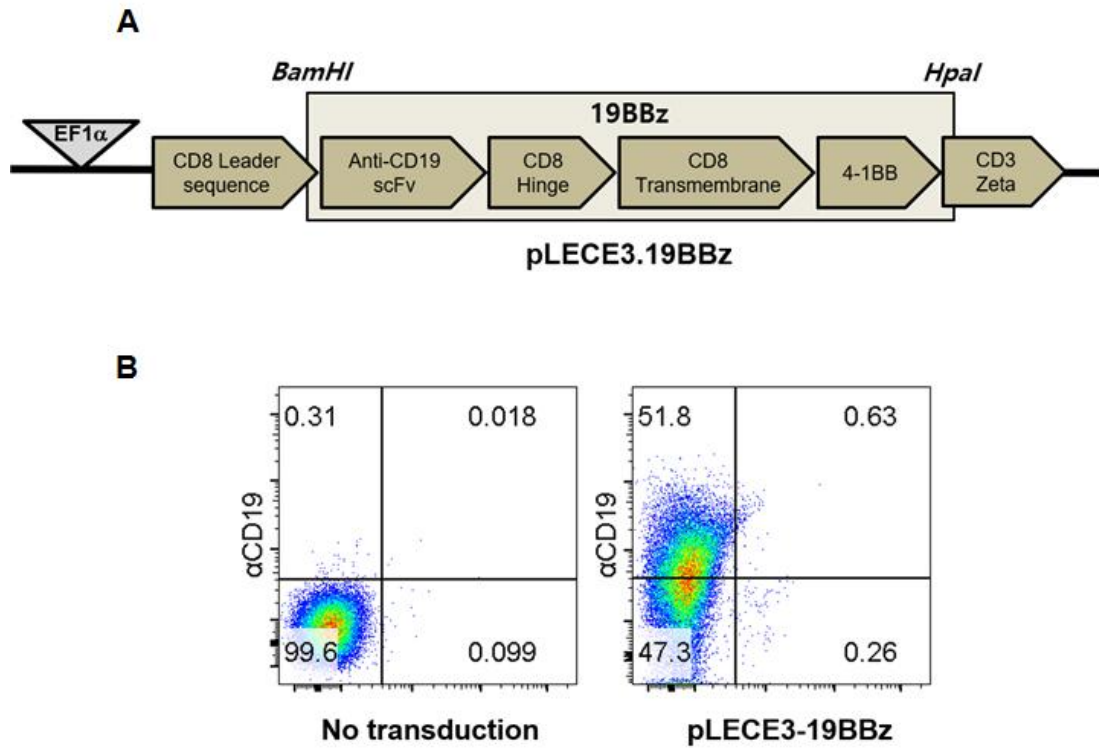 A
BamHI
HpaI
EF1α
19BBz
CD8 Leader
sequence
Anti-CD19
scFv
CD8
Hinge
CD8
Transmembrane
4-1BB
CD3
Zeta
pLECE3.19BBz
B
αCD19
0.31
0.018
99.6
0.099
No transduction
αCD19
51.8
0.63
47.3
0.26
pLECE3-19BBz